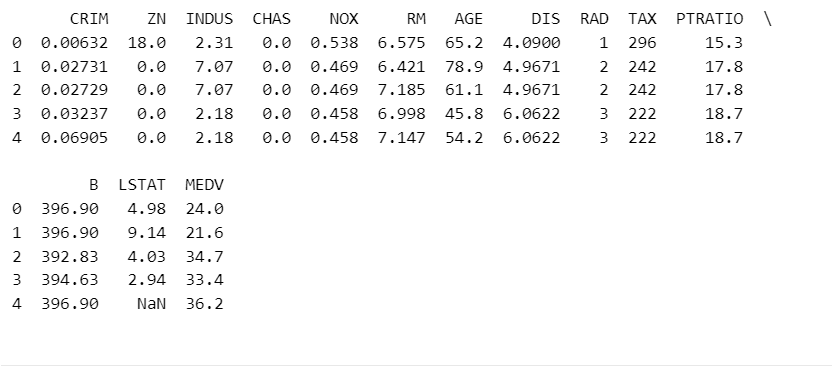 CRIM    ZN  INDUS  CHAS    NOX     RM   AGE     DIS  RAD  TAX  PTRATIO  \
0  0.00632  18.0   2.31   0.0  0.538  6.575  65.2  4.0900    1  296     15.3
1  0.02731   0.0   7.07   0.0  0.469  6.421  78.9  4.9671    2  242     17.8
2  0.02729   0.0   7.07   0.0  0.469  7.185  61.1  4.9671    2  242     17.8
3  0.03237   0.0   2.18   0.0  0.458  6.998  45.8  6.0622    3  222     18.7
4  0.06905   0.0   2.18   0.0  0.458  7.147  54.2  6.0622    3  222     18.7
        B  LSTAT  MEDV
0  396.90   4.98  24.0
1  396.90   9.14  21.6
2  392.83   4.03  34.7
3  394.63   2.94  33.4
4  396.90    NaN  36.2